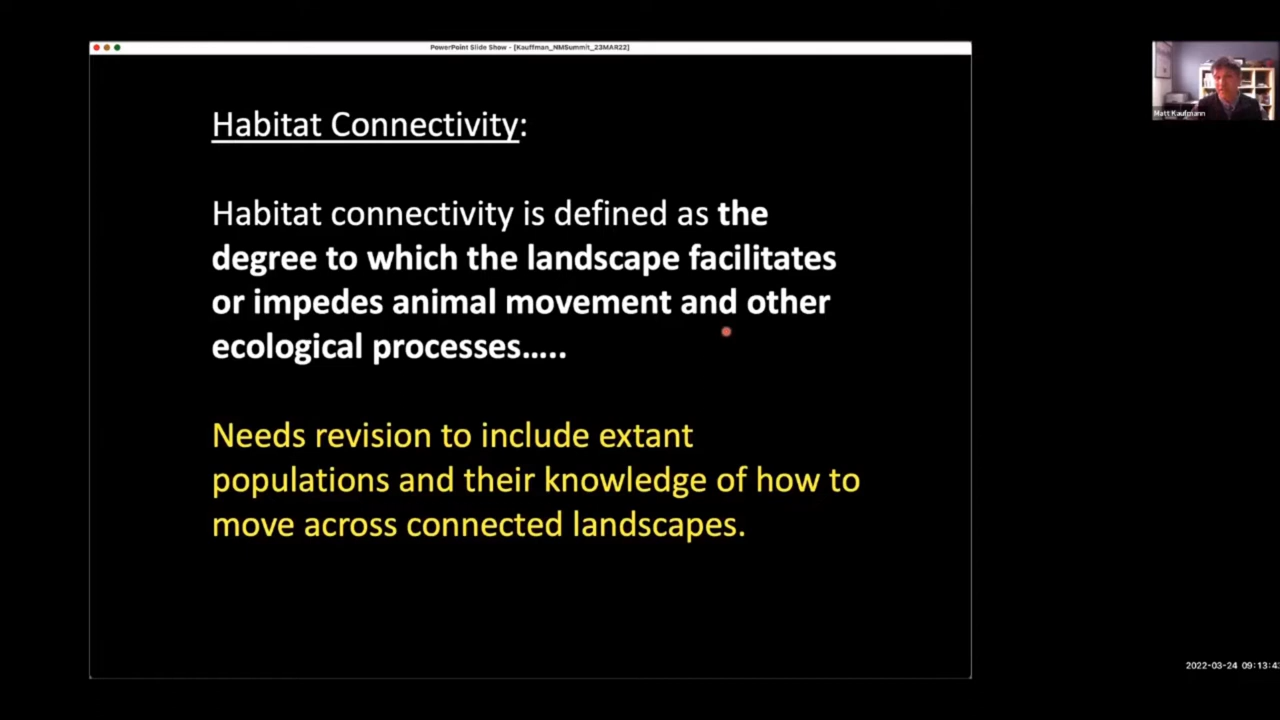 PowerPoint Slide Show - [Kauffman_NMSummit_23MAR22]
Habitat Connectivity:
Habitat connectivity is defined as the
degree to which the landscape facilitates
or impedes animal movement and other
ecological processes.....
Needs revision to include extant
populations and their knowledge of how to
move across connected landscapes.
Matt Kaufmann
2022-03-24 09:13:4